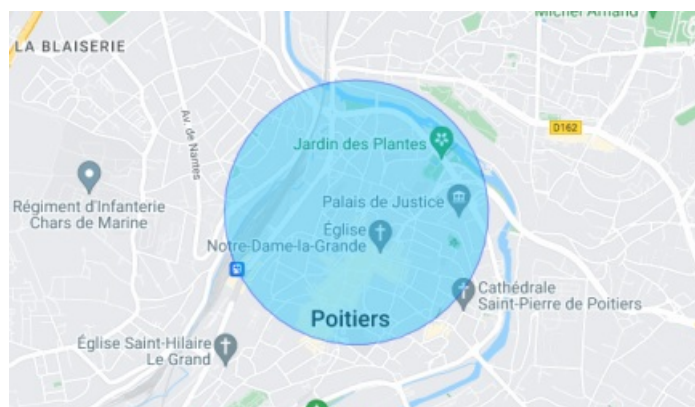 Michel Amand
LA BLAISERIE
Av. de Nantes
D162
Jardin des Plantes
Régiment d'Infanterie
Chars de Marine
Palais de Justice
Église
Notre-Dame-la-Grande
Cathédrale
Saint-Pierre de Poitiers
Poitiers
Église Saint-Hilaire
Le Grand